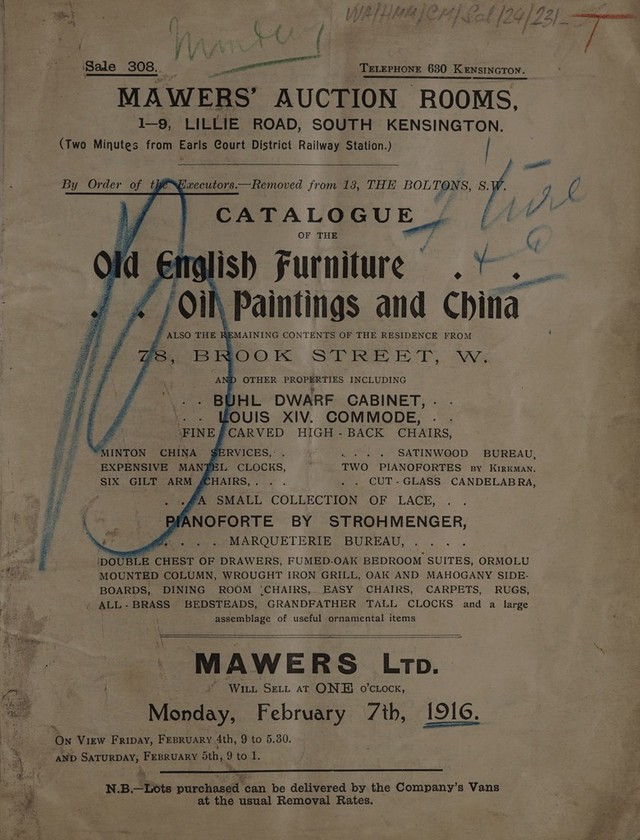 WA/HMM/CM/Sal/24/231
Sale 308.
TELEPHONE 630 KENSINGTON.
MAWERS' AUCTION ROOMS,
1–9, LILLIE ROAD, SOUTH KENSINGTON.
(Two Minutes from Earls Court District Railway Station.)
By Order of the Executors.—Removed from 13, THE BOLTONS, S.W.
CATALOGUE
OF THE
Old English Furniture . .
. . Oil Paintings and China
ALSO THE REMAINING CONTENTS OF THE RESIDENCE FROM
78, BROOK STREET, W.
AND OTHER PROPERTIES INCLUDING
. . BUHL DWARF CABINET, . .
. . LOUIS XIV. COMMODE, . .
FINE CARVED HIGH-BACK CHAIRS,
MINTON CHINA SERVICES, . . . . . SATINWOOD BUREAU,
EXPENSIVE MANTEL CLOCKS, TWO PIANOFORTES BY KIRKMAN,
SIX GILT ARM CHAIRS, . . . . . CUT-GLASS CANDELABRA,
. . A SMALL COLLECTION OF LACE, . .
PIANOFORTE BY STROHMENGER,
. . . . MARQUETERIE BUREAU, . . . .
DOUBLE CHEST OF DRAWERS, FUMED-OAK BEDROOM SUITES, ORMOLU
MOUNTED COLUMN, WROUGHT IRON GRILL, OAK AND MAHOGANY SIDE-
BOARDS, DINING ROOM CHAIRS, EASY CHAIRS, CARPETS, RUGS,
ALL-BRASS BEDSTEADS, GRANDFATHER TALL CLOCKS and a large
assemblage of useful ornamental items
MAWERS LTD.
WILL SELL AT ONE O'CLOCK,
Monday, February 7th, 1916.
ON VIEW FRIDAY, FEBRUARY 4th, 9 to 5.30.
AND SATURDAY, FEBRUARY 5th, 9 to 1.
N.B.—Lots purchased can be delivered by the Company's Vans
at the usual Removal Rates.